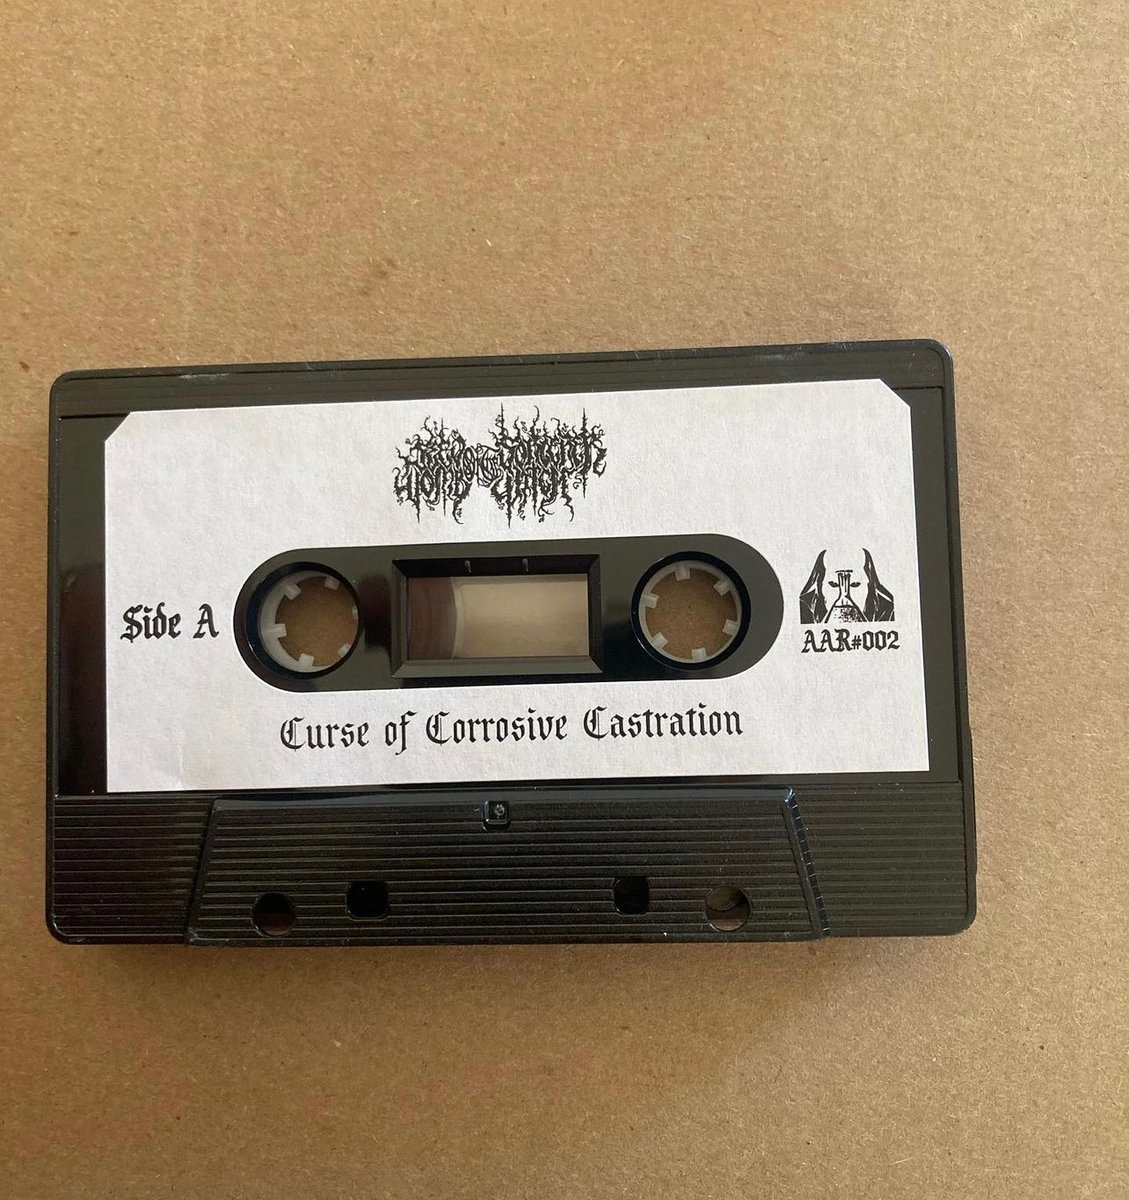 Side A
AAR#002
Curse of Corrosive Castration